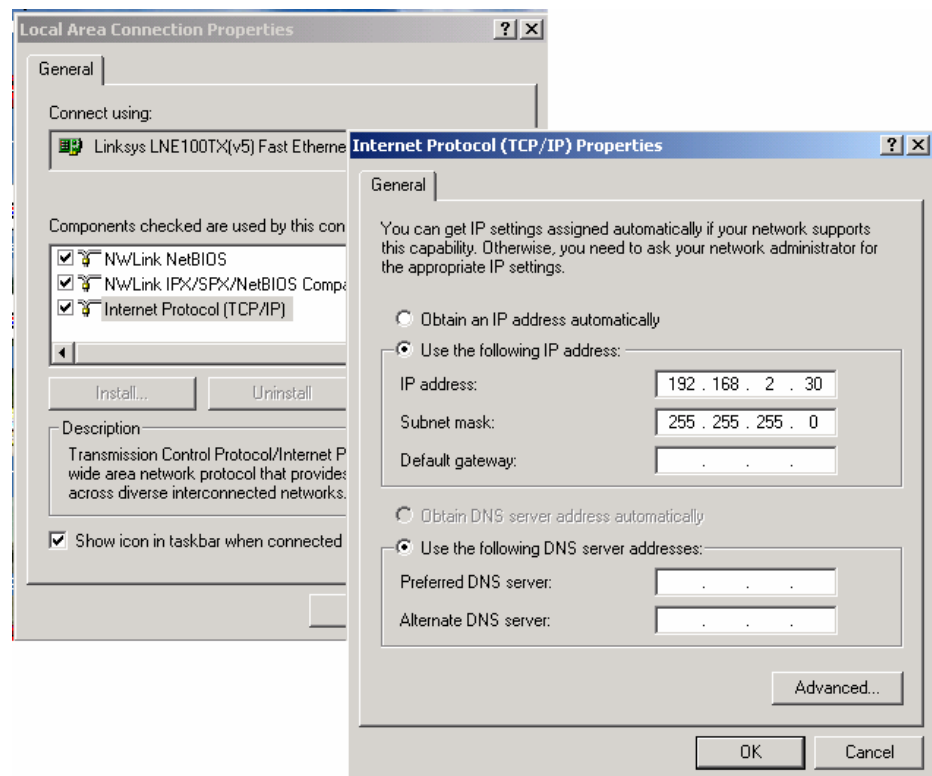 Local Area Connection Properties
General
Connect using:
Linksys LNE100TX(v5) Fast Etherne
Components checked are used by this con
NWLink NetBIOS
NWLink IPX/SPX/NetBIOS Compa
Internet Protocol (TCP/IP)
Install...
Uninstall
Description
Transmission Control Protocol/Internet P
wide area network protocol that provides
across diverse interconnected networks.
Show icon in taskbar when connected
Internet Protocol (TCP/IP) Properties
General
You can get IP settings assigned automatically if your network supports
this capability. Otherwise, you need to ask your network administrator for
the appropriate IP settings.
Obtain an IP address automatically
Use the following IP address:
IP address: 192 . 168 . 2 . 30
Subnet mask: 255 . 255 . 255 . 0
Default gateway: . . .
Obtain DNS server address automatically
Use the following DNS server addresses:
Preferred DNS server: . . .
Alternate DNS server: . . .
Advanced...
OK
Cancel